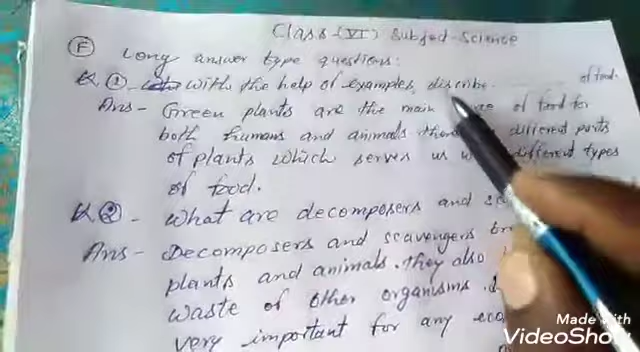 Class (VI) Subject-Science
(F) Long answer type questions:
Q (1) - with the help of examples, discribe of food.
Ans - Green plants are the main of food for
both humans and animals different parts
of plants which serves us different types
of food.
Q (2) - What are decomposers and
Ans - Decomposers and scavengers
plants and animals. They also
waste of other organisms.
very important for any
Made with
VideoShow